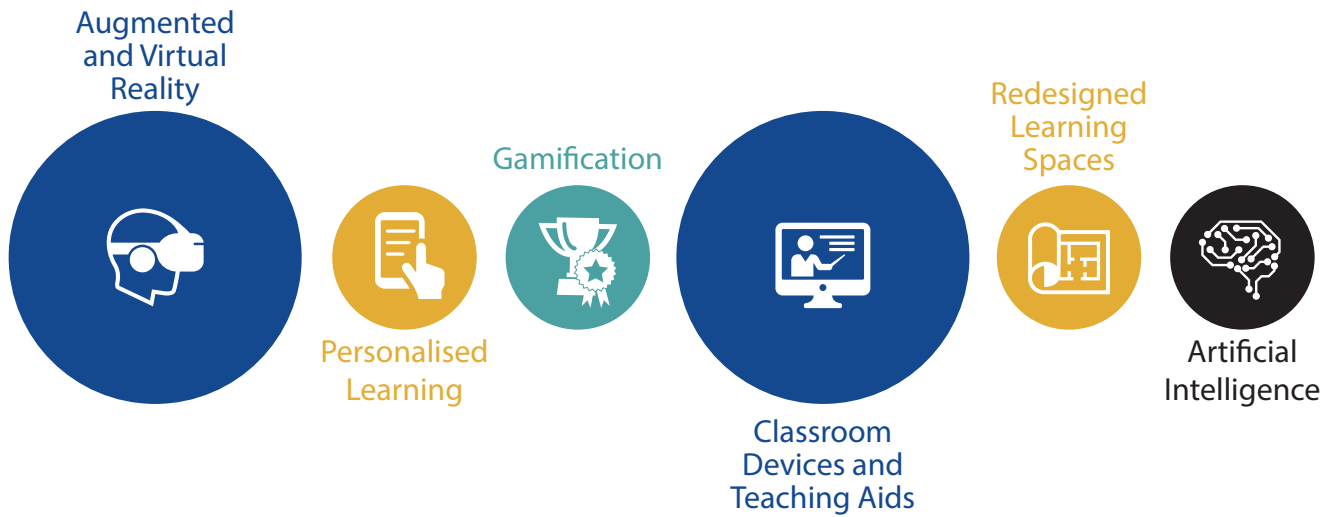 Augmented
and Virtual
Reality
Personalised
Learning
Gamification
Classroom
Devices and
Teaching Aids
Redesigned
Learning
Spaces
Artificial
Intelligence